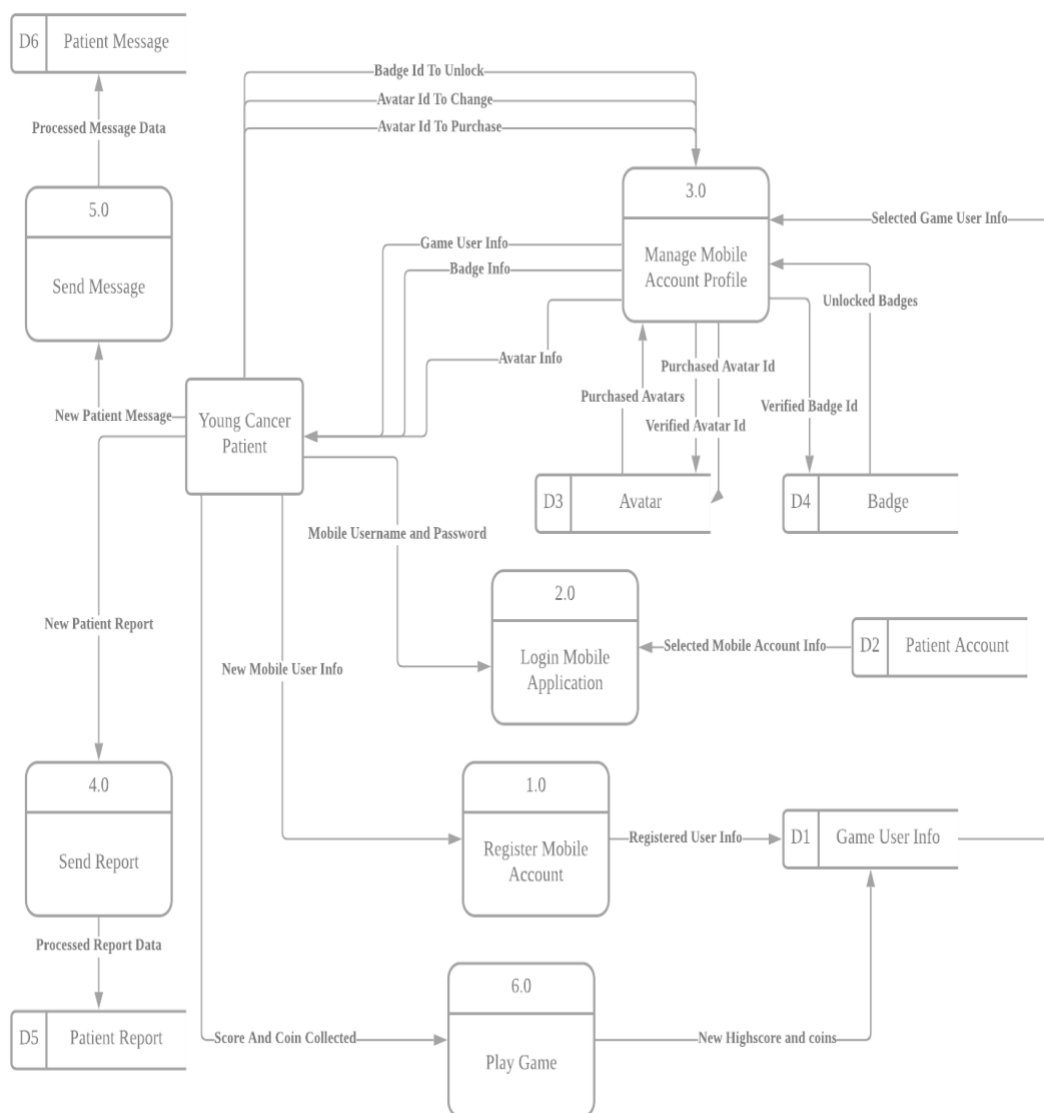 D6
Patient Message
Badge Id To Unlock
Avatar Id To Change
Avatar Id To Purchase
Processed Message Data
5.0
Send Message
3.0
Manage Mobile
Account Profile
Selected Game User Info
Game User Info
Badge Info
Unlocked Badges
Avatar Info
Purchased Avatar Id
Purchased Avatars
Verified Avatar Id
Verified Badge Id
New Patient Message
Young Cancer
Patient
D3
Avatar
D4
Badge
Mobile Username and Password
2.0
Login Mobile
Application
Selected Mobile Account Info
D2
Patient Account
New Patient Report
New Mobile User Info
4.0
Send Report
1.0
Register Mobile
Account
Registered User Info
D1
Game User Info
Processed Report Data
6.0
Play Game
D5
Patient Report
Score And Coin Collected
New Highscore and coins